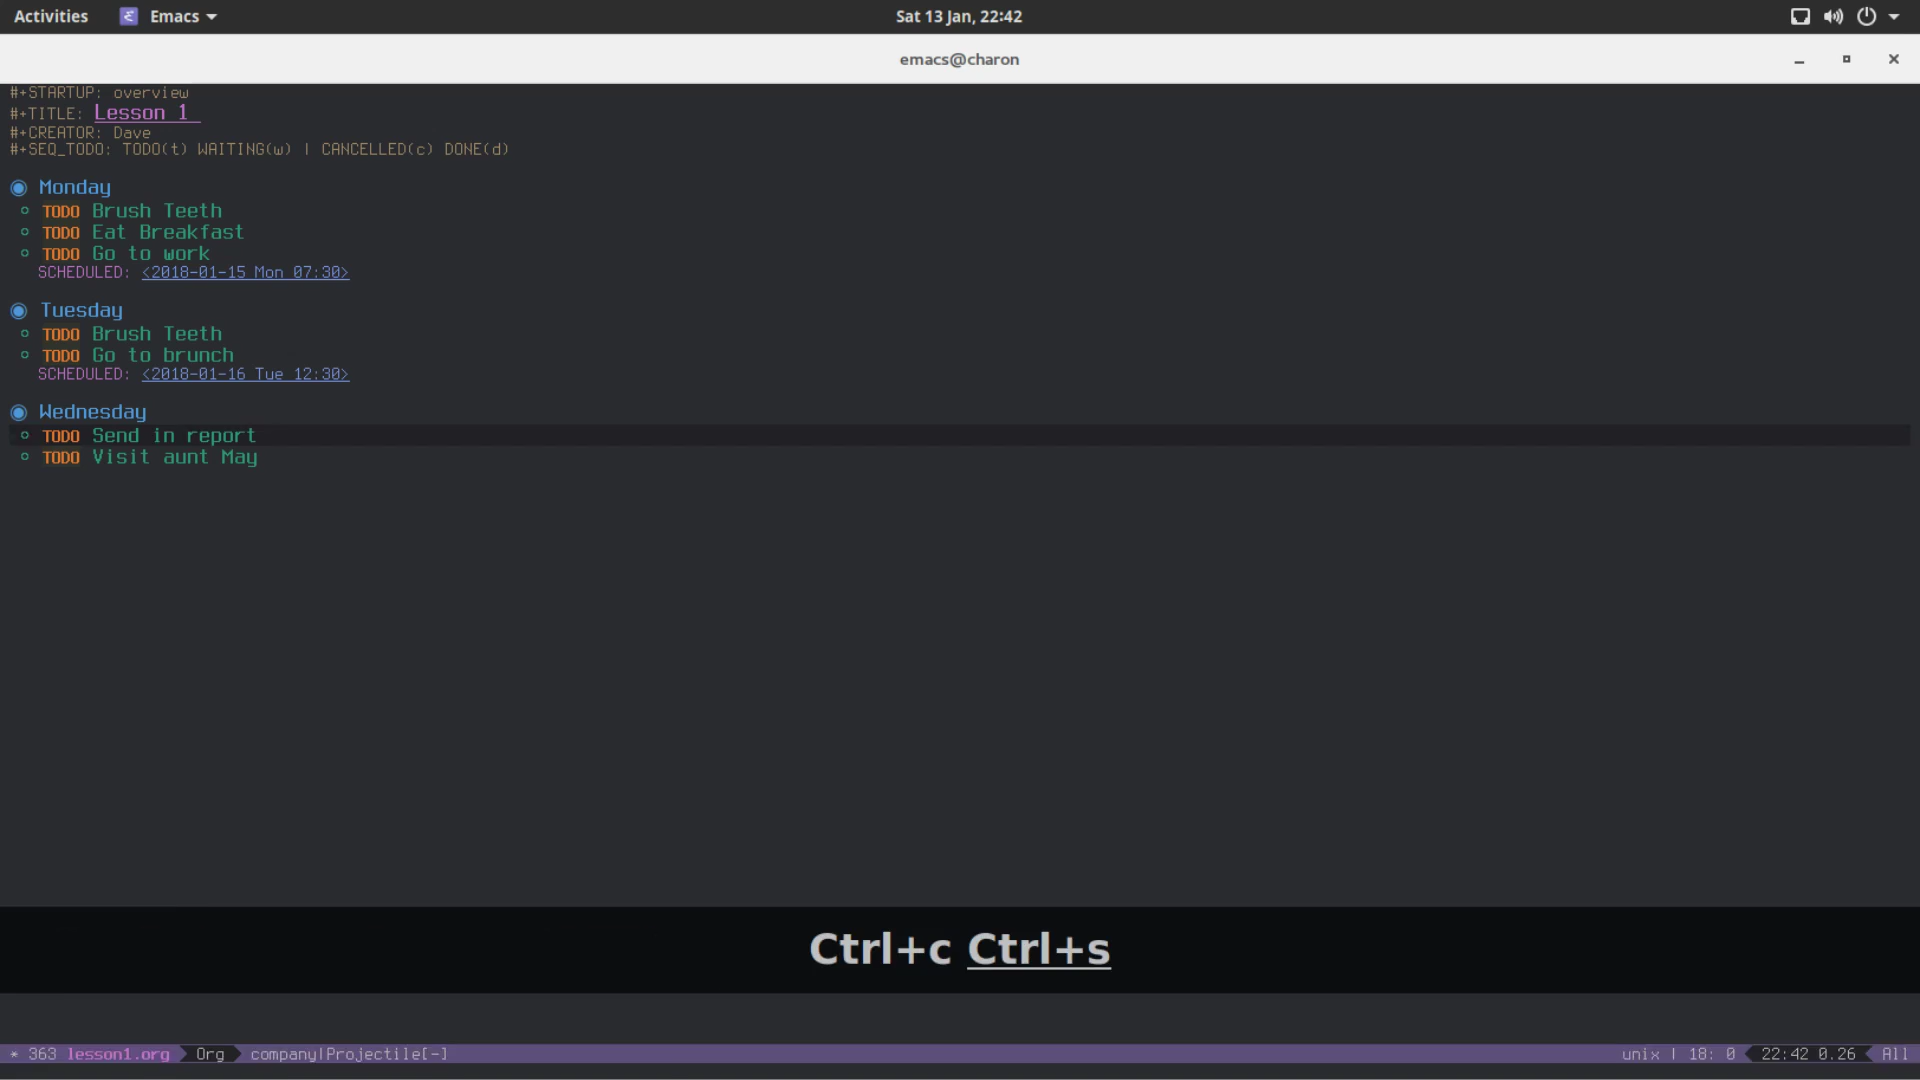 Activities Emacs Sat 13 Jan, 22:42
emacs@charon
#+STARTUP: overview
#+TITLE: Lesson 1
#+CREATOR: Dave
#+SEQ_TODO: TODO(t) WAITING(w) | CANCELLED(c) DONE(d)
Monday
TODO Brush Teeth
TODO Eat Breakfast
TODO Go to work
SCHEDULED: <2018-01-15 Mon 07:30>
Tuesday
TODO Brush Teeth
TODO Go to brunch
SCHEDULED: <2018-01-16 Tue 12:30>
Wednesday
TODO Send in report
TODO Visit aunt May
Ctrl+c Ctrl+s
* 363 lesson1.org Org company|Projectile[-] unix | 18: 0 22:42 0.26 All